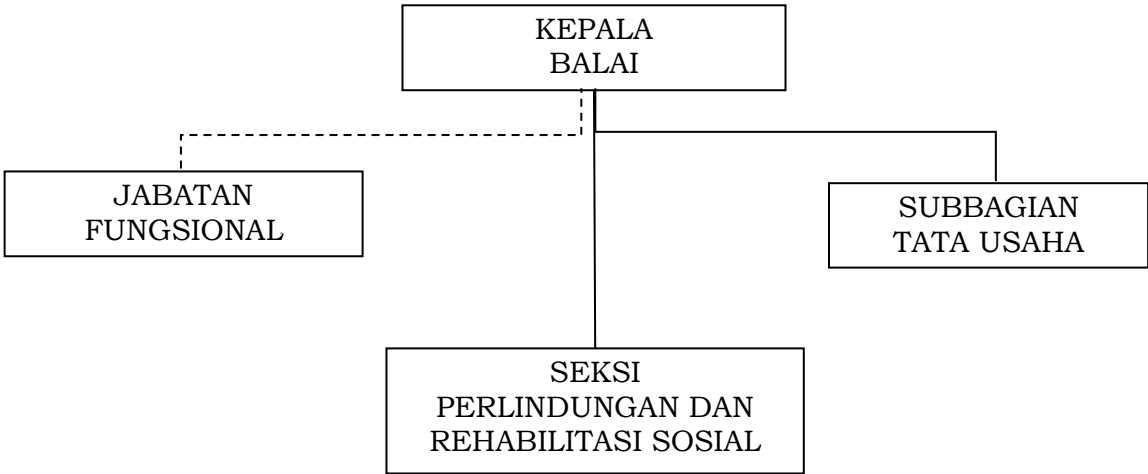 KEPALA
BALAI
JABATAN
FUNGSIONAL
SUBBAGIAN
TATA USAHA
SEKSI
PERLINDUNGAN DAN
REHABILITASI SOSIAL